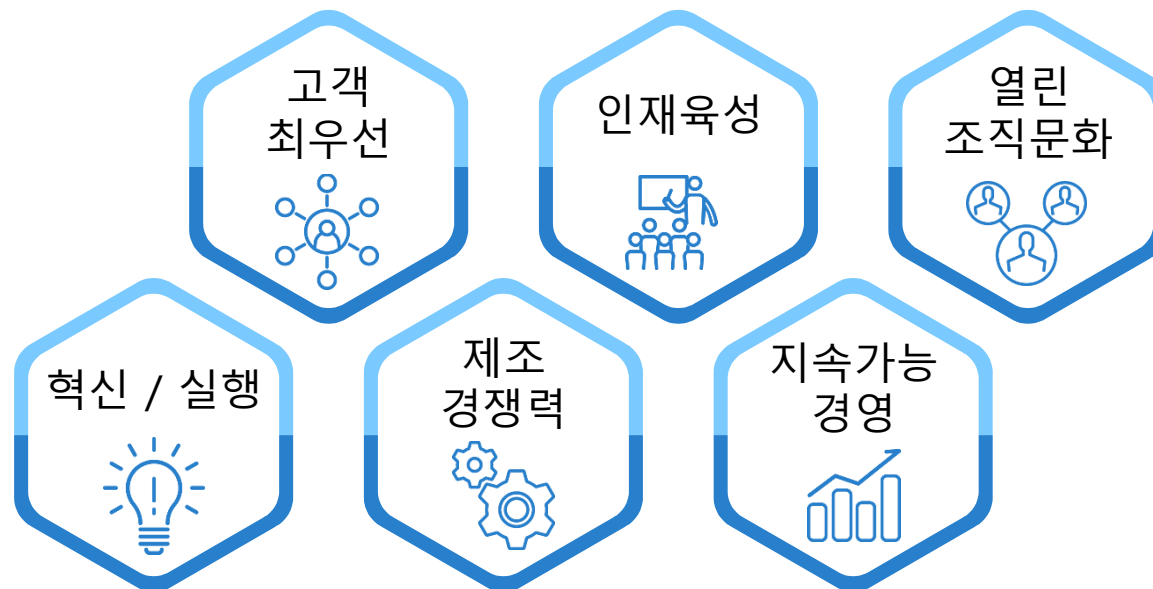 고객
최우선
인재육성
열린
조직문화
혁신 / 실행
제조
경쟁력
지속가능
경영